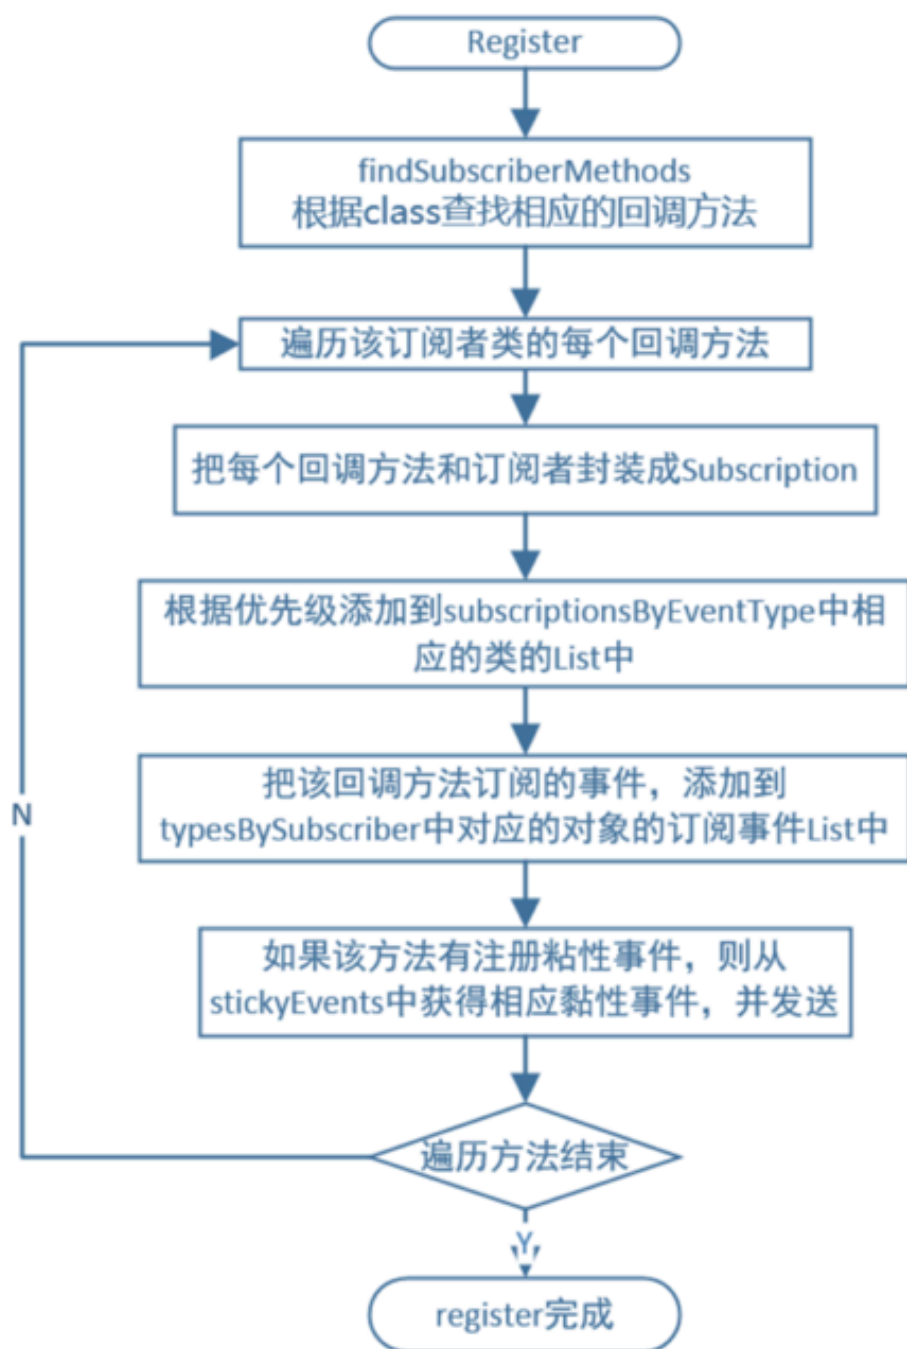 Register
findSubscriberMethods
根据class查找相应的回调方法
遍历该订阅者类的每个回调方法
把每个回调方法和订阅者封装成Subscription
根据优先级添加到subscriptionsByEventType中相
应的类的List中
把该回调方法订阅的事件，添加到
typesBySubscriber中对应的对象的订阅事件List中
N
如果该方法有注册粘性事件，则从
stickyEvents中获得相应黏性事件，并发送
遍历方法结束
Y
register完成